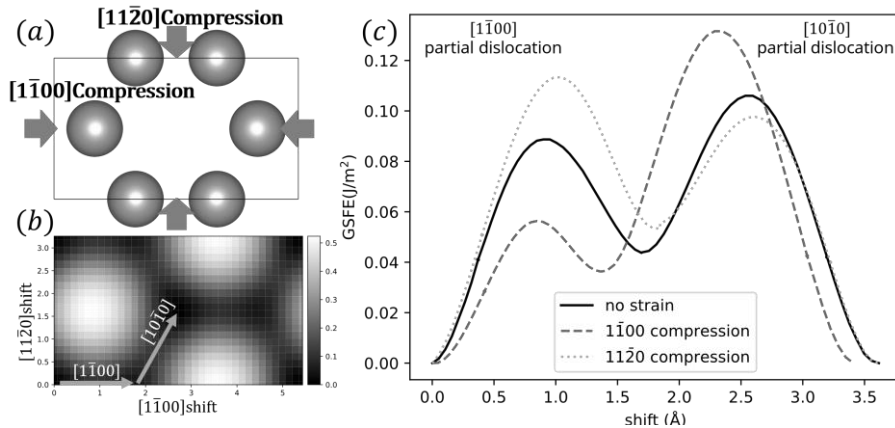 (a)
[112̄0]Compression
[11̄00]Compression
(b)
[112̄0]shift
3.0
2.5
2.0
1.5
1.0
0.5
0.0
[101̄0]
[11̄00]
0 1 2 3 4 5
[11̄00]shift
0.5
0.4
0.3
0.2
0.1
0.0
(c)
[11̄00]
partial dislocation
[101̄0]
partial dislocation
GSFE(J/m²)
0.12
0.10
0.08
0.06
0.04
0.02
0.00
no strain
11̄00 compression
112̄0 compression
0.0 0.5 1.0 1.5 2.0 2.5 3.0 3.5
shift (Å)